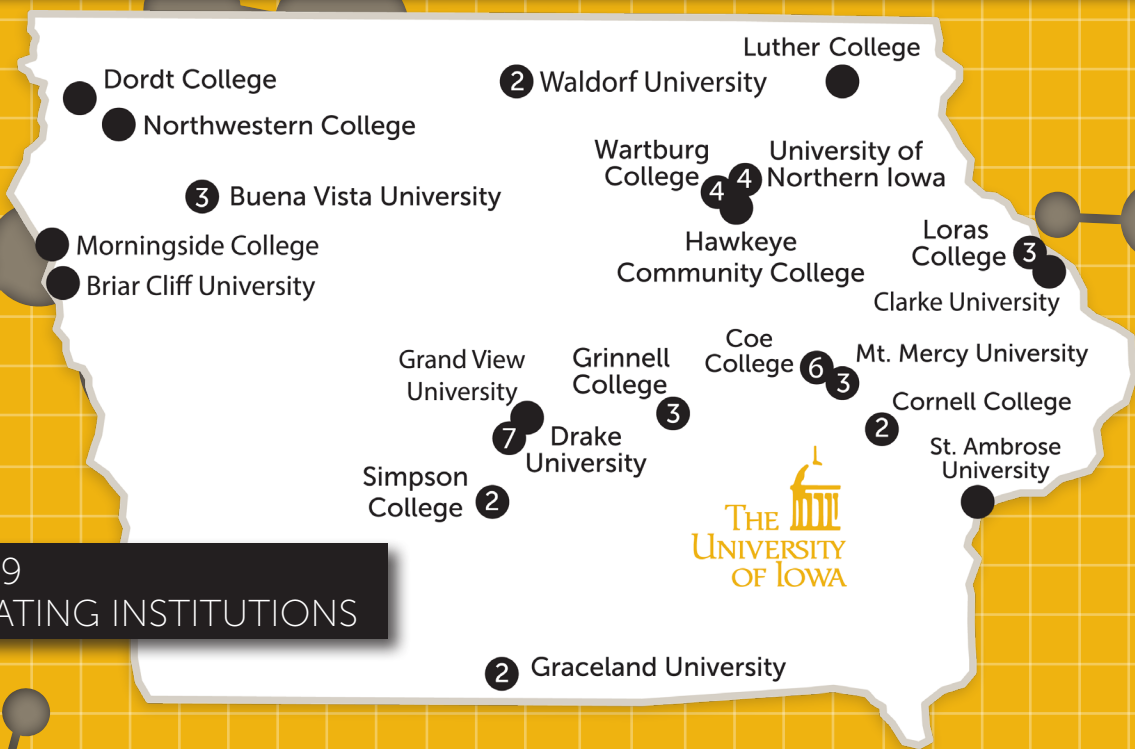 Luther College
Dordt College
2 Waldorf University
Northwestern College
Wartburg
College
4
4
University of
Northern Iowa
3 Buena Vista University
Hawkeye
Community College
Loras
College
3
Morningside College
Briar Cliff University
Clarke University
Coe
College
6
Mt. Mercy University
3
Grand View
University
Grinnell
College
3
Cornell College
2
7
Drake
University
St. Ambrose
University
Simpson
College
2
THE
UNIVERSITY
OF IOWA
9
ATING INSTITUTIONS
2 Graceland University